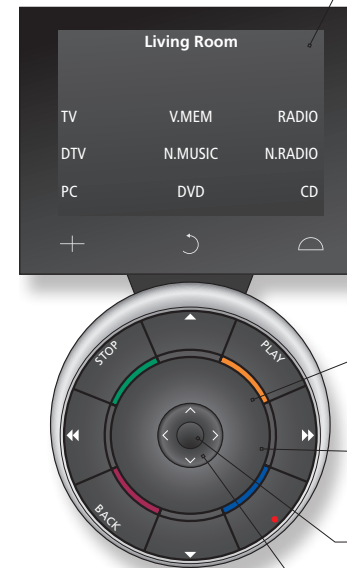 Living Room
TV V.MEM RADIO
DTV N.MUSIC N.RADIO
PC DVD CD
STOP PLAY
BACK